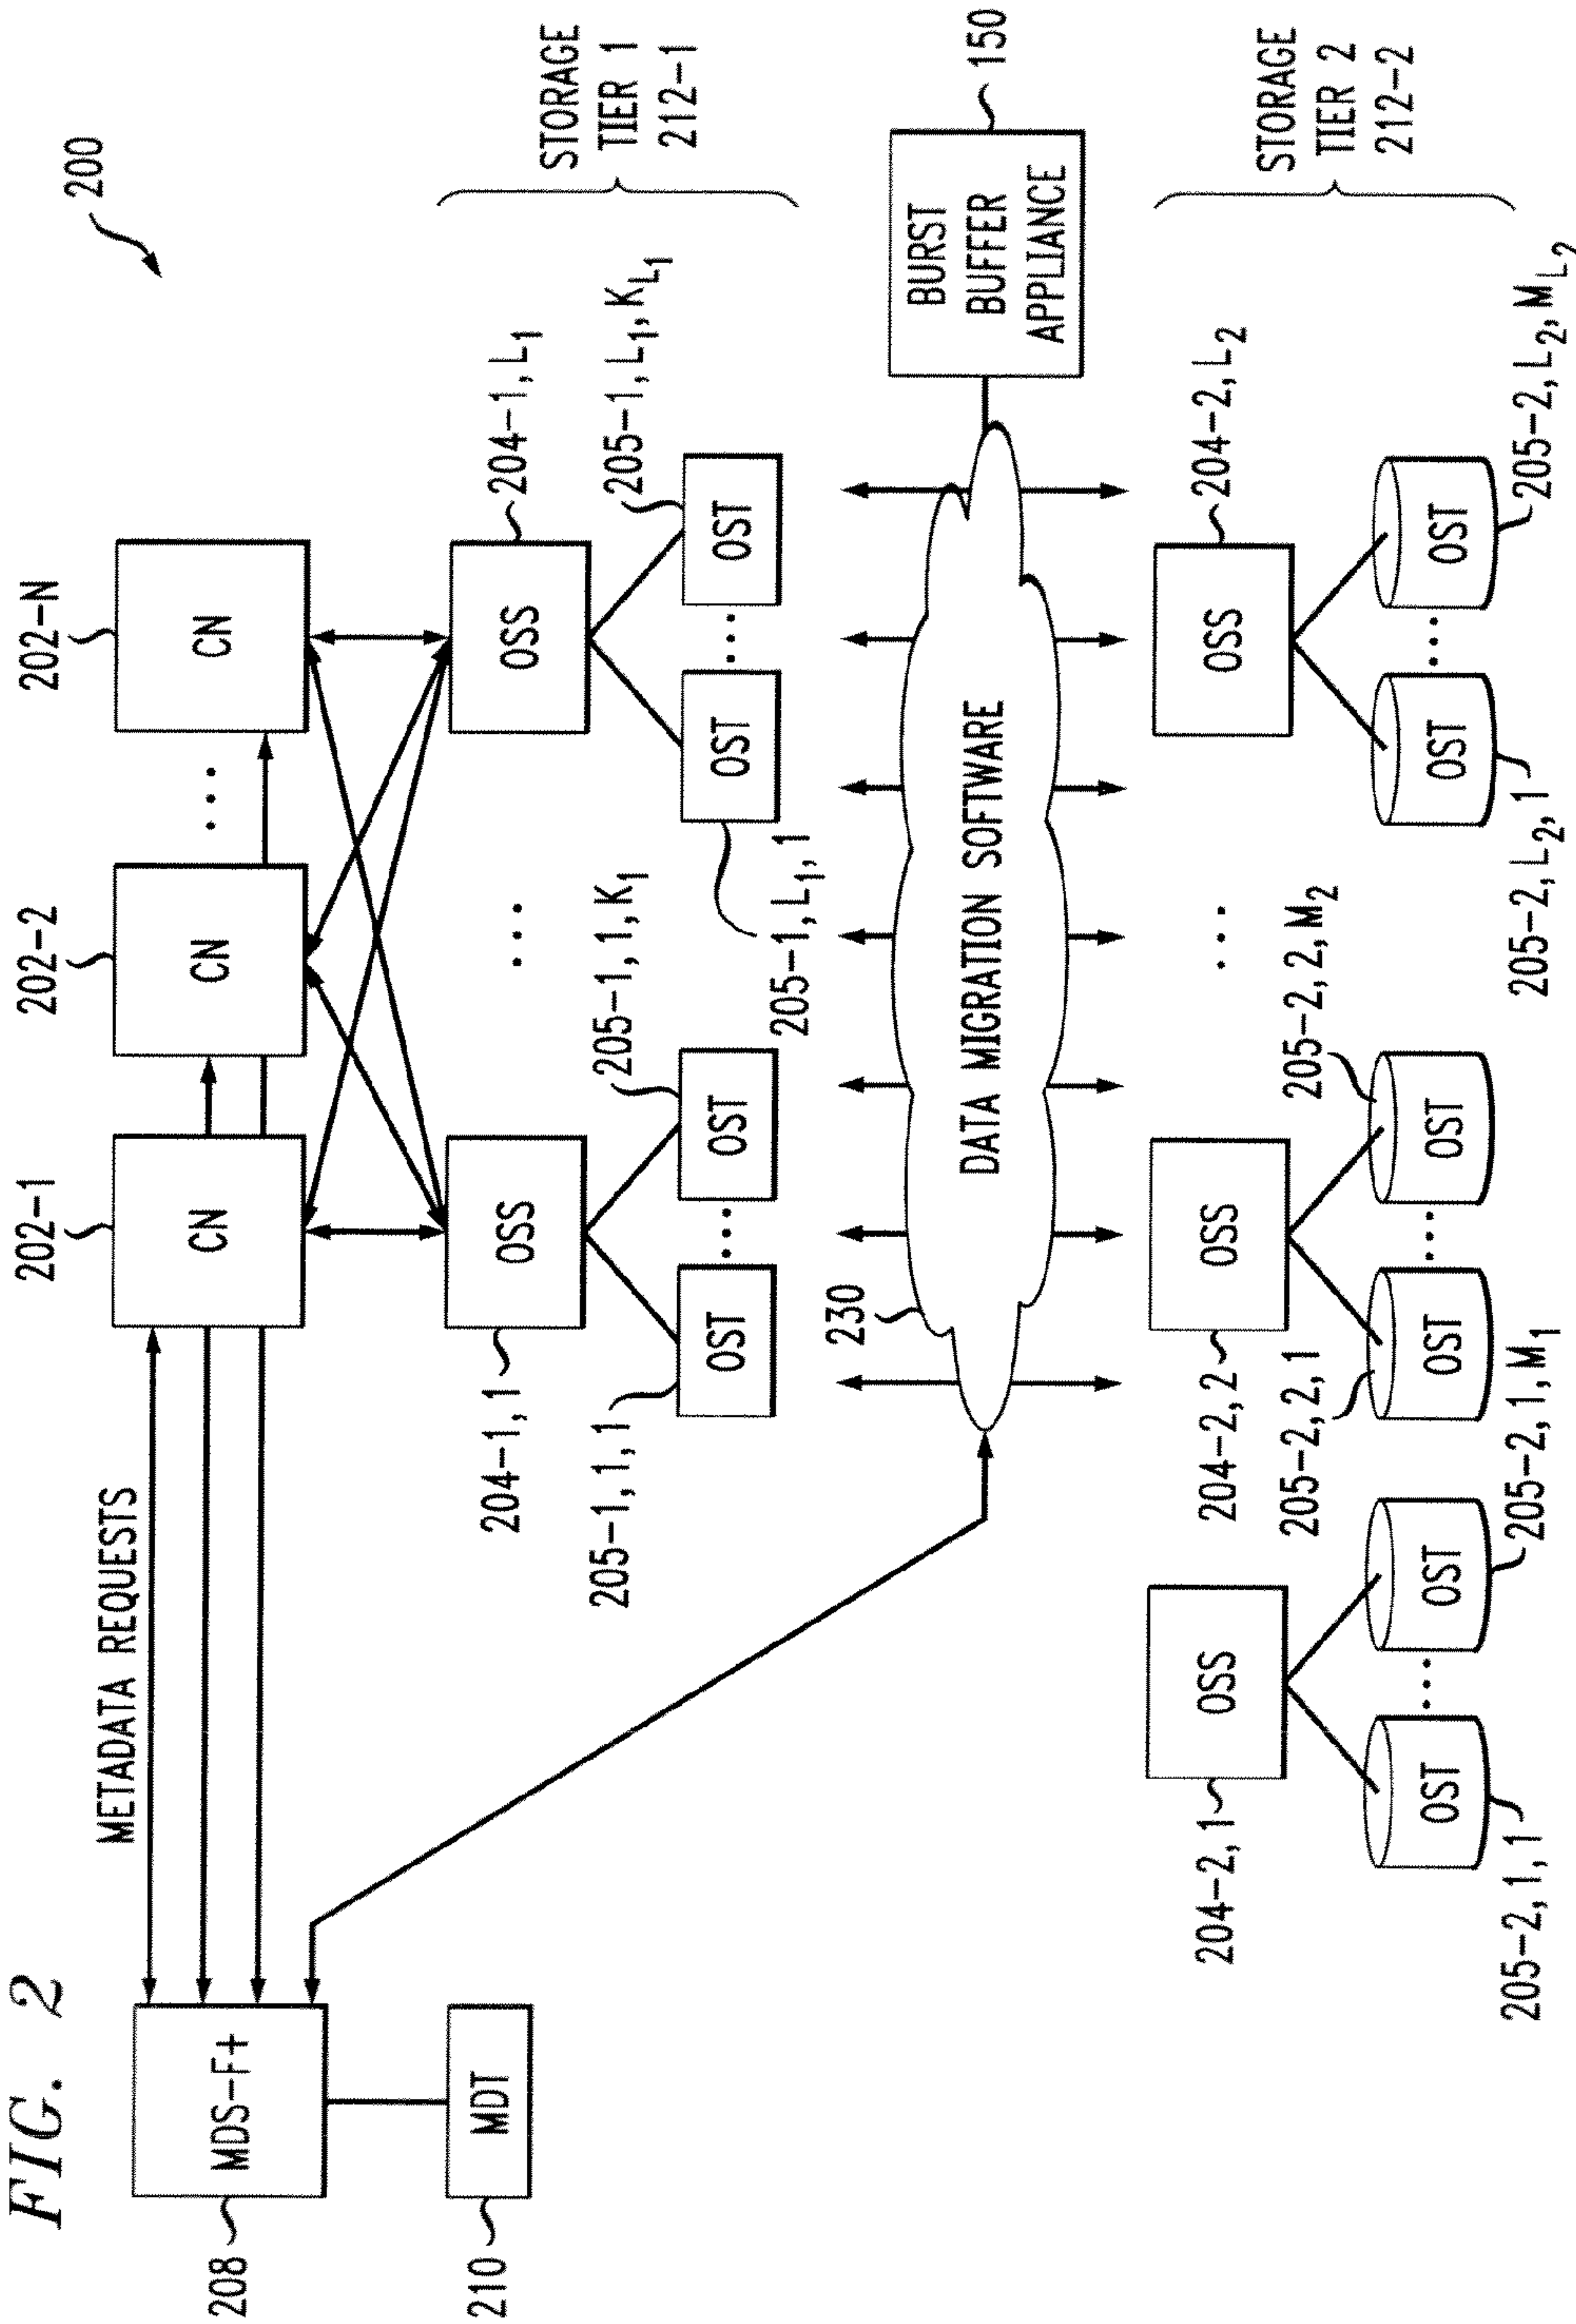 FIG. 2
200
METADATA REQUESTS
202-1
202-2
202-N
208
MDS-F+
CN
CN
...
CN
210
MDT
204-1,1
OSS
...
OSS
204-1,L1
STORAGE
TIER 1
212-1
205-1,1,1
OST
...
OST
205-1,1,K1
205-1,L1,1
OST
...
OST
205-1,L1,KL1
230
DATA MIGRATION SOFTWARE
BURST
BUFFER
APPLIANCE
150
204-2,1
OSS
204-2,2
OSS
...
OSS
204-2,L2
STORAGE
TIER 2
212-2
205-2,1,1
OST
...
OST
205-2,1,M1
205-2,2,1
OST
...
OST
205-2,2,M2
205-2,L2,1
OST
...
OST
205-2,L2,ML2